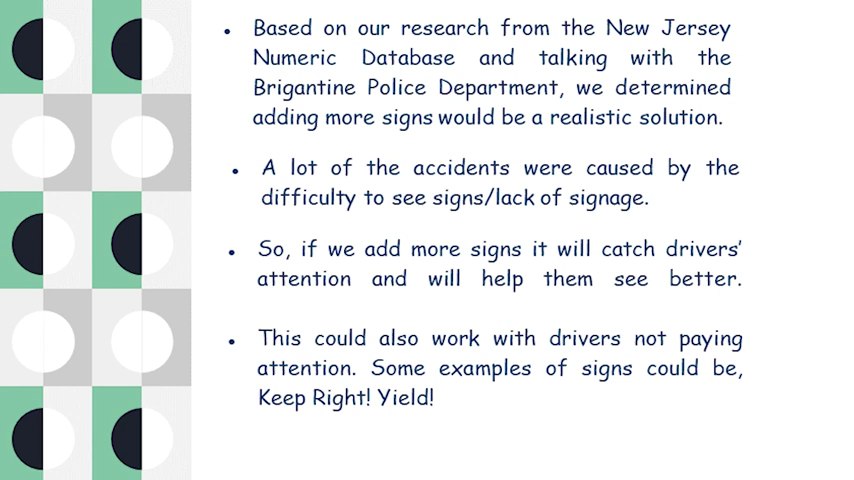 • Based on our research from the New Jersey
Numeric Database and talking with the
Brigantine Police Department, we determined
adding more signs would be a realistic solution.
• A lot of the accidents were caused by the
difficulty to see signs/lack of signage.
• So, if we add more signs it will catch drivers’
attention and will help them see better.
• This could also work with drivers not paying
attention. Some examples of signs could be,
Keep Right! Yield!